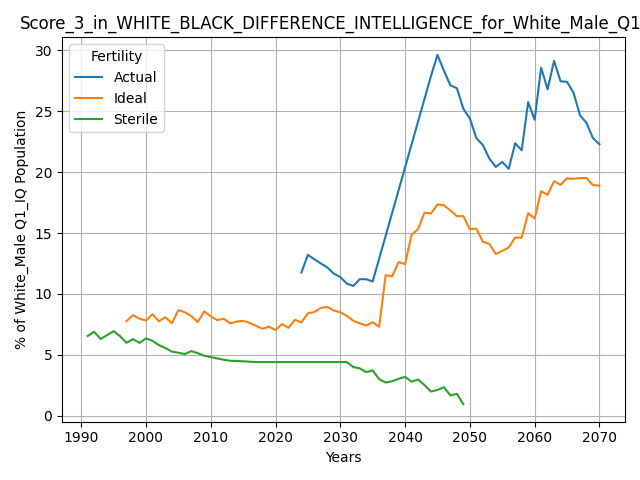 Score_3_in_WHITE_BLACK_DIFFERENCE_INTELLIGENCE_for_White_Male_Q1
Fertility
Actual
Ideal
Sterile
% of White_Male Q1_IQ Population
30
25
20
15
10
5
0
1990 2000 2010 2020 2030 2040 2050 2060 2070
Years